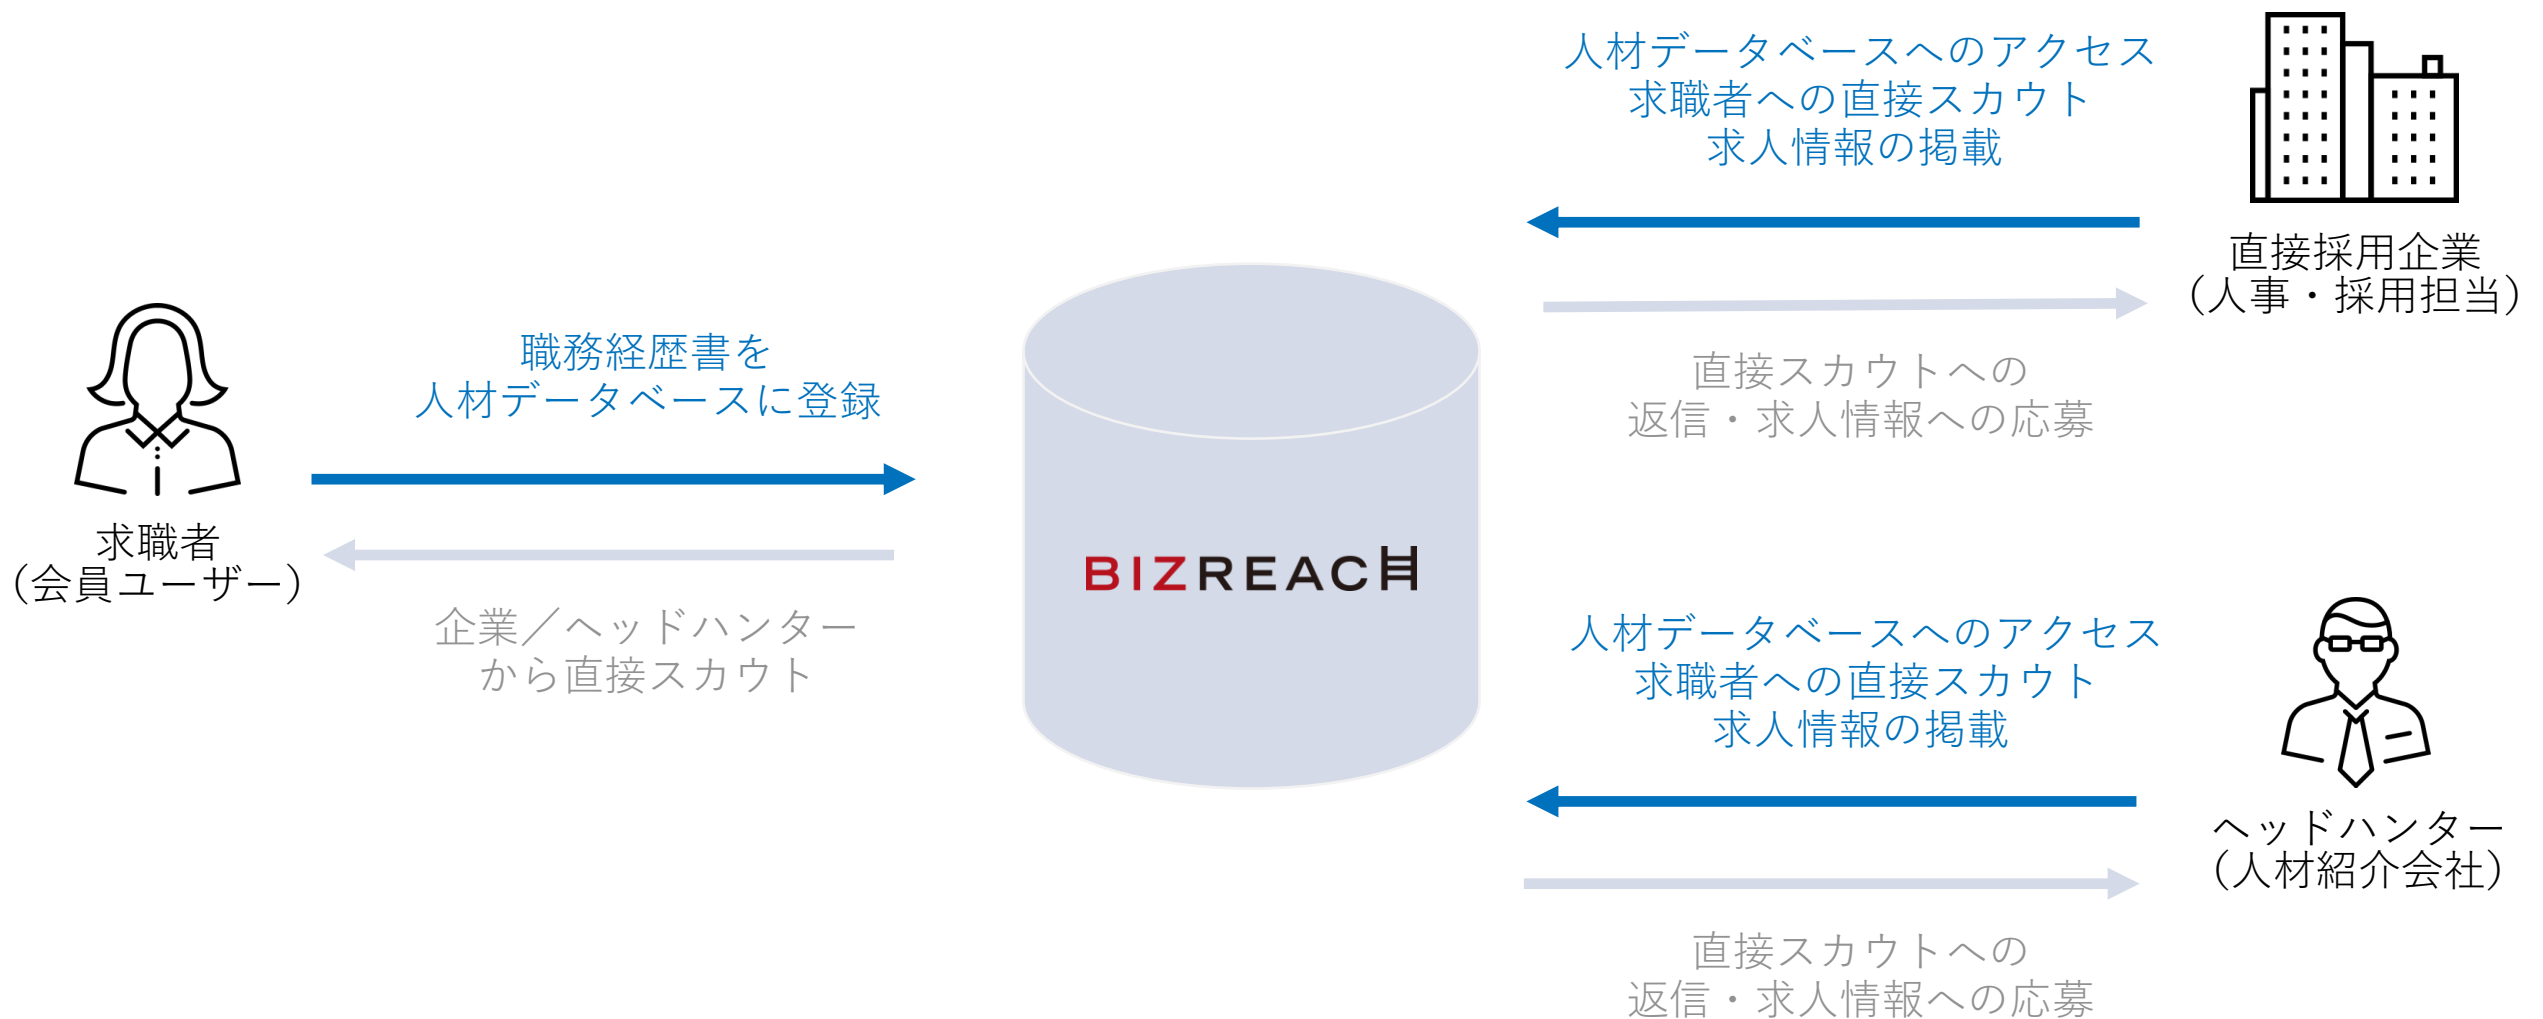 人材データベースへのアクセス
求職者への直接スカウト
求人情報の掲載
直接採用企業
（人事・採用担当）
直接スカウトへの
返信・求人情報への応募
職務経歴書を
人材データベースに登録
求職者
（会員ユーザー）
企業／ヘッドハンター
から直接スカウト
BIZREACH
人材データベースへのアクセス
求職者への直接スカウト
求人情報の掲載
ヘッドハンター
（人材紹介会社）
直接スカウトへの
返信・求人情報への応募